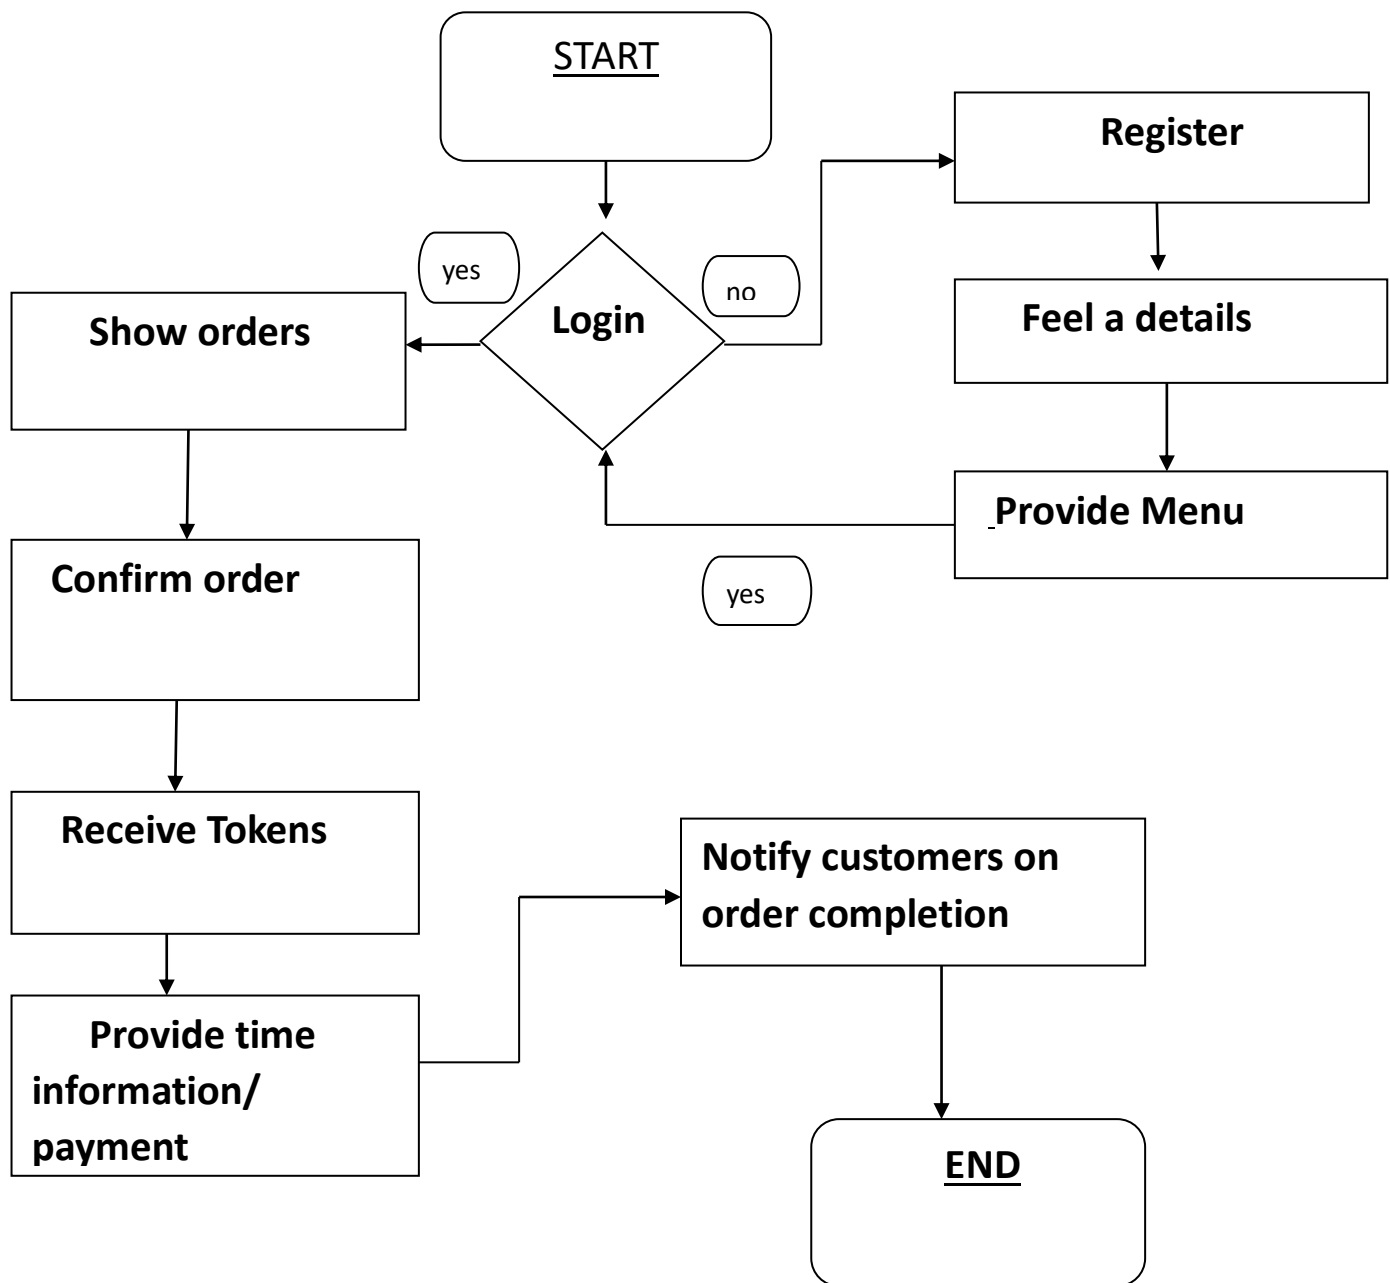 START
Register
yes
no
Show orders
Login
Feel a details
Provide Menu
Confirm order
yes
Receive Tokens
Notify customers on
order completion
Provide time
information/
payment
END